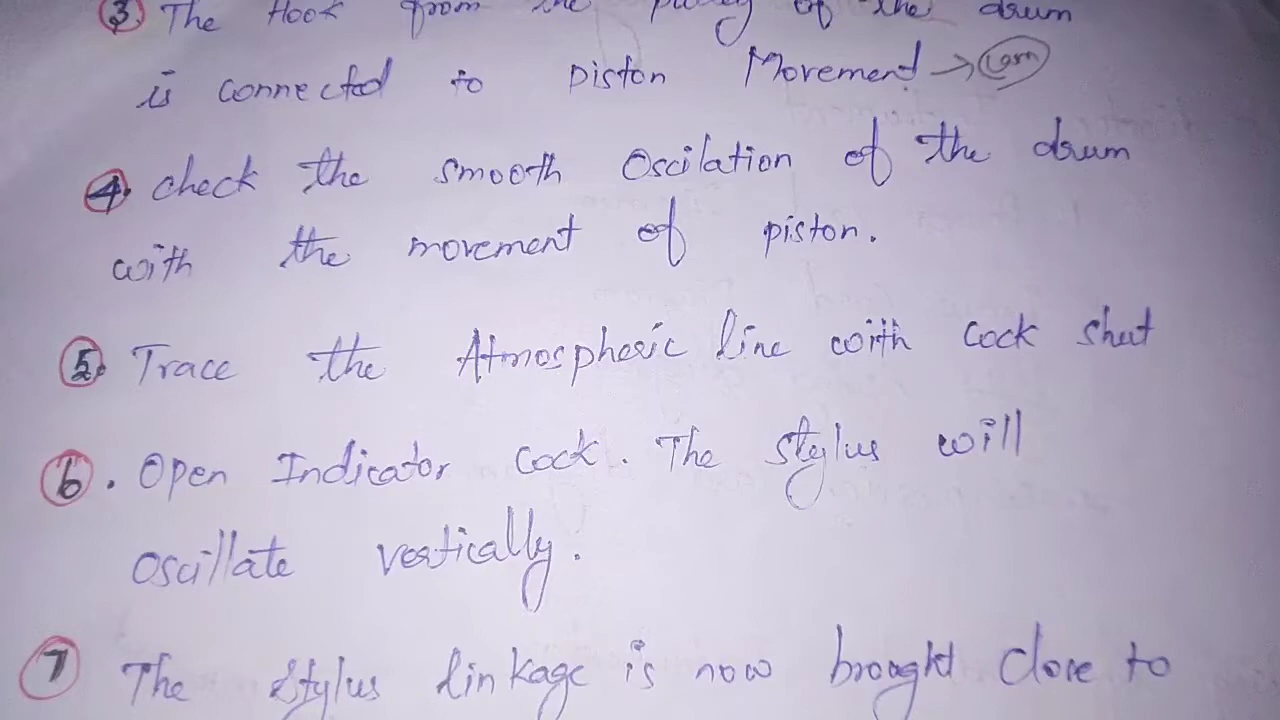 ③ The Hook from the pulley of the drum
is connected to piston Movement → cam
④ check the smooth Oscilation of the drum
with the movement of piston.
⑤ Trace the Atmospheric line with cock shut
⑥. Open Indicator cock. The stylus will
oscillate vertically.
⑦ The stylus linkage is now brought close to